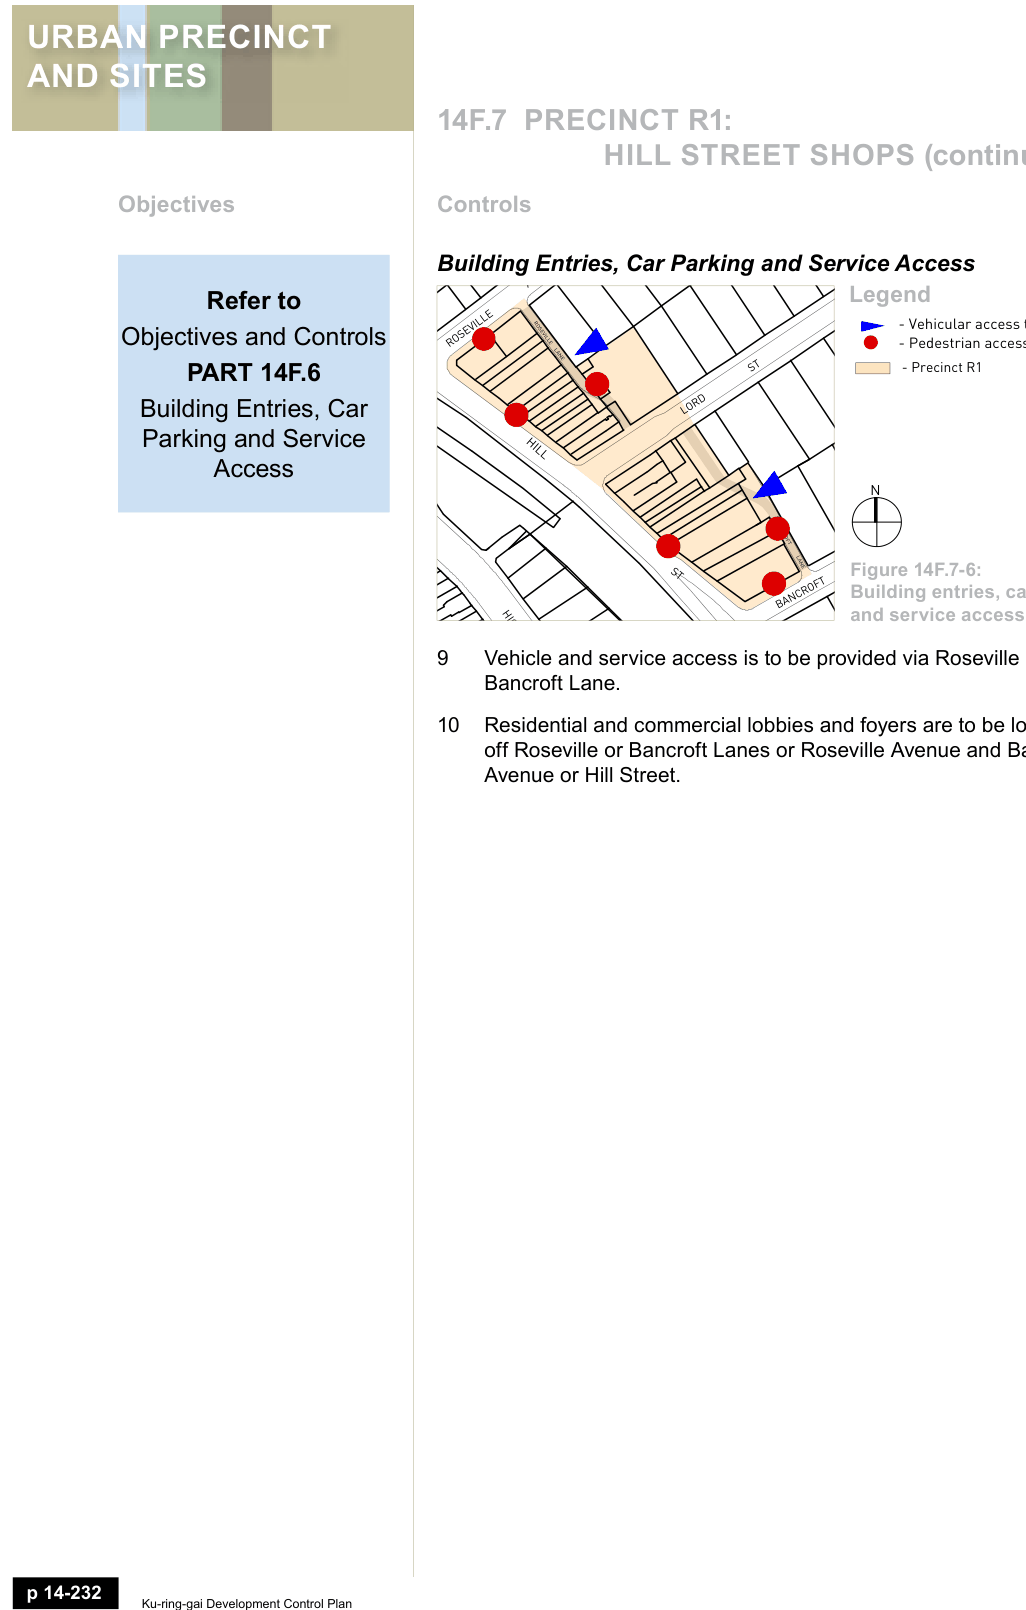 URBAN PRECINCT
AND SITES
14F.7 PRECINCT R1:
HILL STREET SHOPS (continu
Objectives
Controls
Refer to
Objectives and Controls
PART 14F.6
Building Entries, Car
Parking and Service
Access
Building Entries, Car Parking and Service Access
ROSEVILLE
ROSEVILLE LANE
LORD
ST
HILL
ST
LANE
BANCROFT
Legend
- Vehicular access t
- Pedestrian access
- Precinct R1
N
Figure 14F.7-6:
Building entries, ca
and service access
9 Vehicle and service access is to be provided via Roseville
Bancroft Lane.
10 Residential and commercial lobbies and foyers are to be lo
off Roseville or Bancroft Lanes or Roseville Avenue and Ba
Avenue or Hill Street.
p 14-232
Ku-ring-gai Development Control Plan